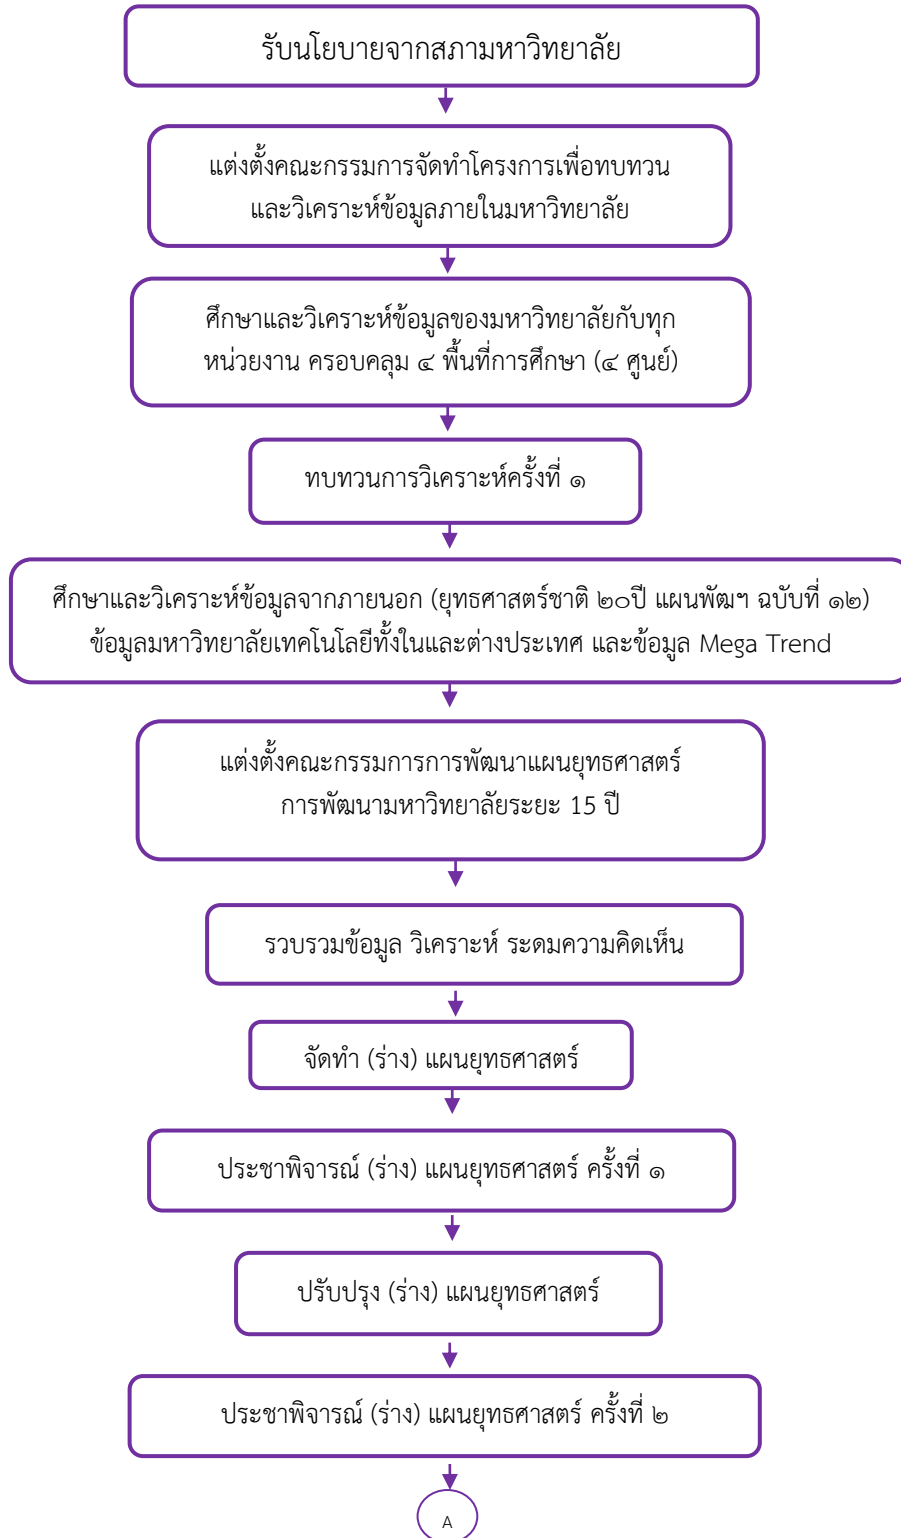 รับนโยบายจากสภามหาวิทยาลัย
แต่งตั้งคณะกรรมการจัดทำโครงการเพื่อทบทวน
และวิเคราะห์ข้อมูลภายในมหาวิทยาลัย
ศึกษาและวิเคราะห์ข้อมูลของมหาวิทยาลัยกับทุก
หน่วยงาน ครอบคลุม ๔ พื้นที่การศึกษา (๔ ศูนย์)
ทบทวนการวิเคราะห์ครั้งที่ ๑
ศึกษาและวิเคราะห์ข้อมูลจากภายนอก (ยุทธศาสตร์ชาติ ๒๐ปี แผนพัฒฯ ฉบับที่ ๑๒)
ข้อมูลมหาวิทยาลัยเทคโนโลยีทั้งในและต่างประเทศ และข้อมูล Mega Trend
แต่งตั้งคณะกรรมการการพัฒนาแผนยุทธศาสตร์
การพัฒนามหาวิทยาลัยระยะ 15 ปี
รวบรวมข้อมูล วิเคราะห์ ระดมความคิดเห็น
จัดทำ (ร่าง) แผนยุทธศาสตร์
ประชาพิจารณ์ (ร่าง) แผนยุทธศาสตร์ ครั้งที่ ๑
ปรับปรุง (ร่าง) แผนยุทธศาสตร์
ประชาพิจารณ์ (ร่าง) แผนยุทธศาสตร์ ครั้งที่ ๒
A